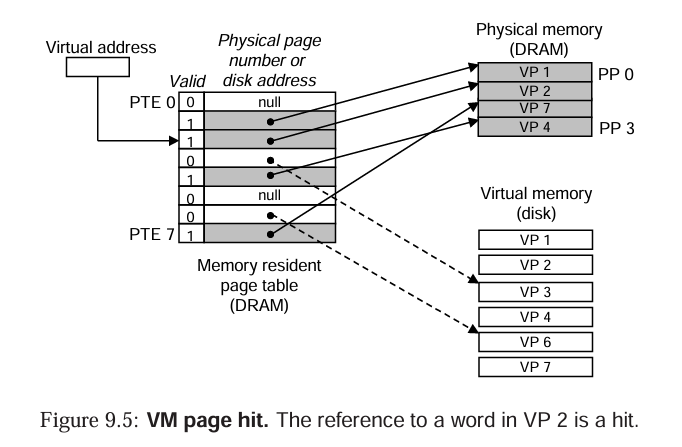 Virtual address
Physical page
number or
disk address
Valid
PTE 0
0
null
1
1
0
1
0
null
0
PTE 7
1
Memory resident
page table
(DRAM)
Physical memory
(DRAM)
VP 1
PP 0
VP 2
VP 7
VP 4
PP 3
Virtual memory
(disk)
VP 1
VP 2
VP 3
VP 4
VP 6
VP 7
Figure 9.5: VM page hit. The reference to a word in VP 2 is a hit.